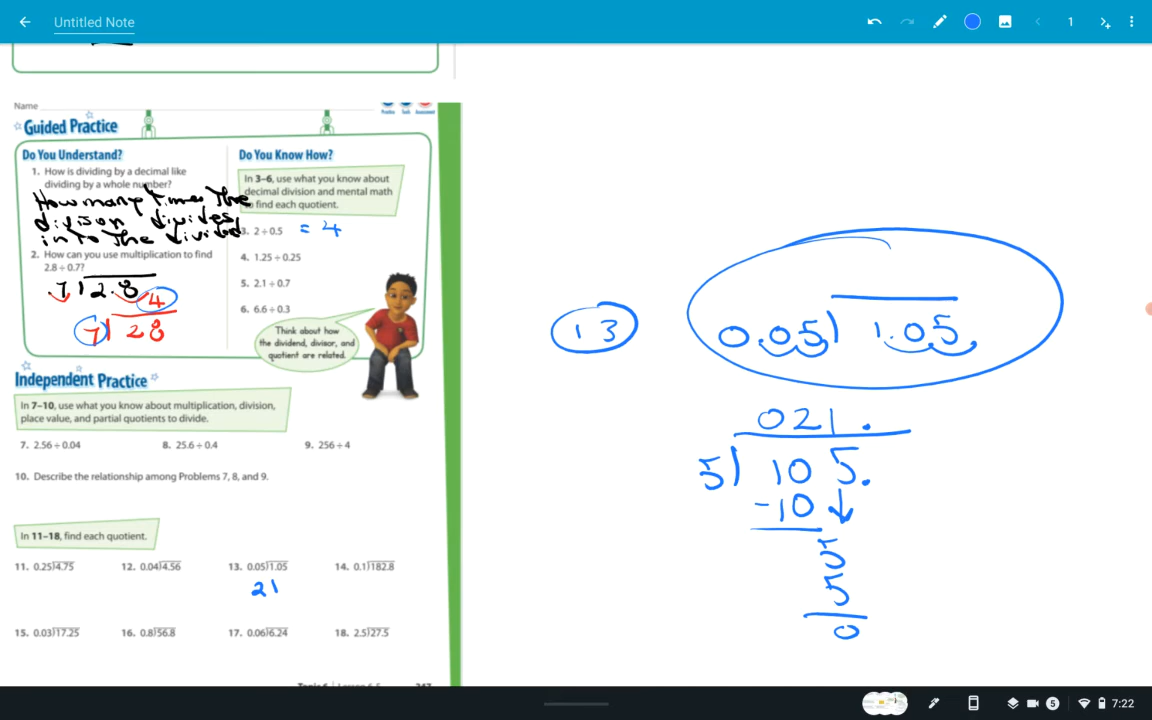 Untitled Note
1
Name
Guided Practice
Do You Understand?
1. How is dividing by a decimal like
dividing by a whole number?
How many times the
divison divides
into the divided
2. How can you use multiplication to find
2.8 ÷ 0.7?
.7)2.8
4
7)28
Do You Know How?
In 3–6, use what you know about
decimal division and mental math
to find each quotient.
3. 2 ÷ 0.5 = 4
4. 1.25 ÷ 0.25
5. 2.1 ÷ 0.7
6. 6.6 ÷ 0.3
Think about how
the dividend, divisor, and
quotient are related.
Independent Practice
In 7–10, use what you know about multiplication, division,
place value, and partial quotients to divide.
7. 2.56 ÷ 0.04 8. 25.6 ÷ 0.4 9. 256 ÷ 4
10. Describe the relationship among Problems 7, 8, and 9.
In 11–18, find each quotient.
11. 0.25)4.75 12. 0.04)4.56 13. 0.05)1.05 14. 0.1)182.8
21
15. 0.03)17.25 16. 0.8)56.8 17. 0.06)6.24 18. 2.5)27.5
13
0.05)1.05
021.
5)105.
-10
5
5
0
5
7:22